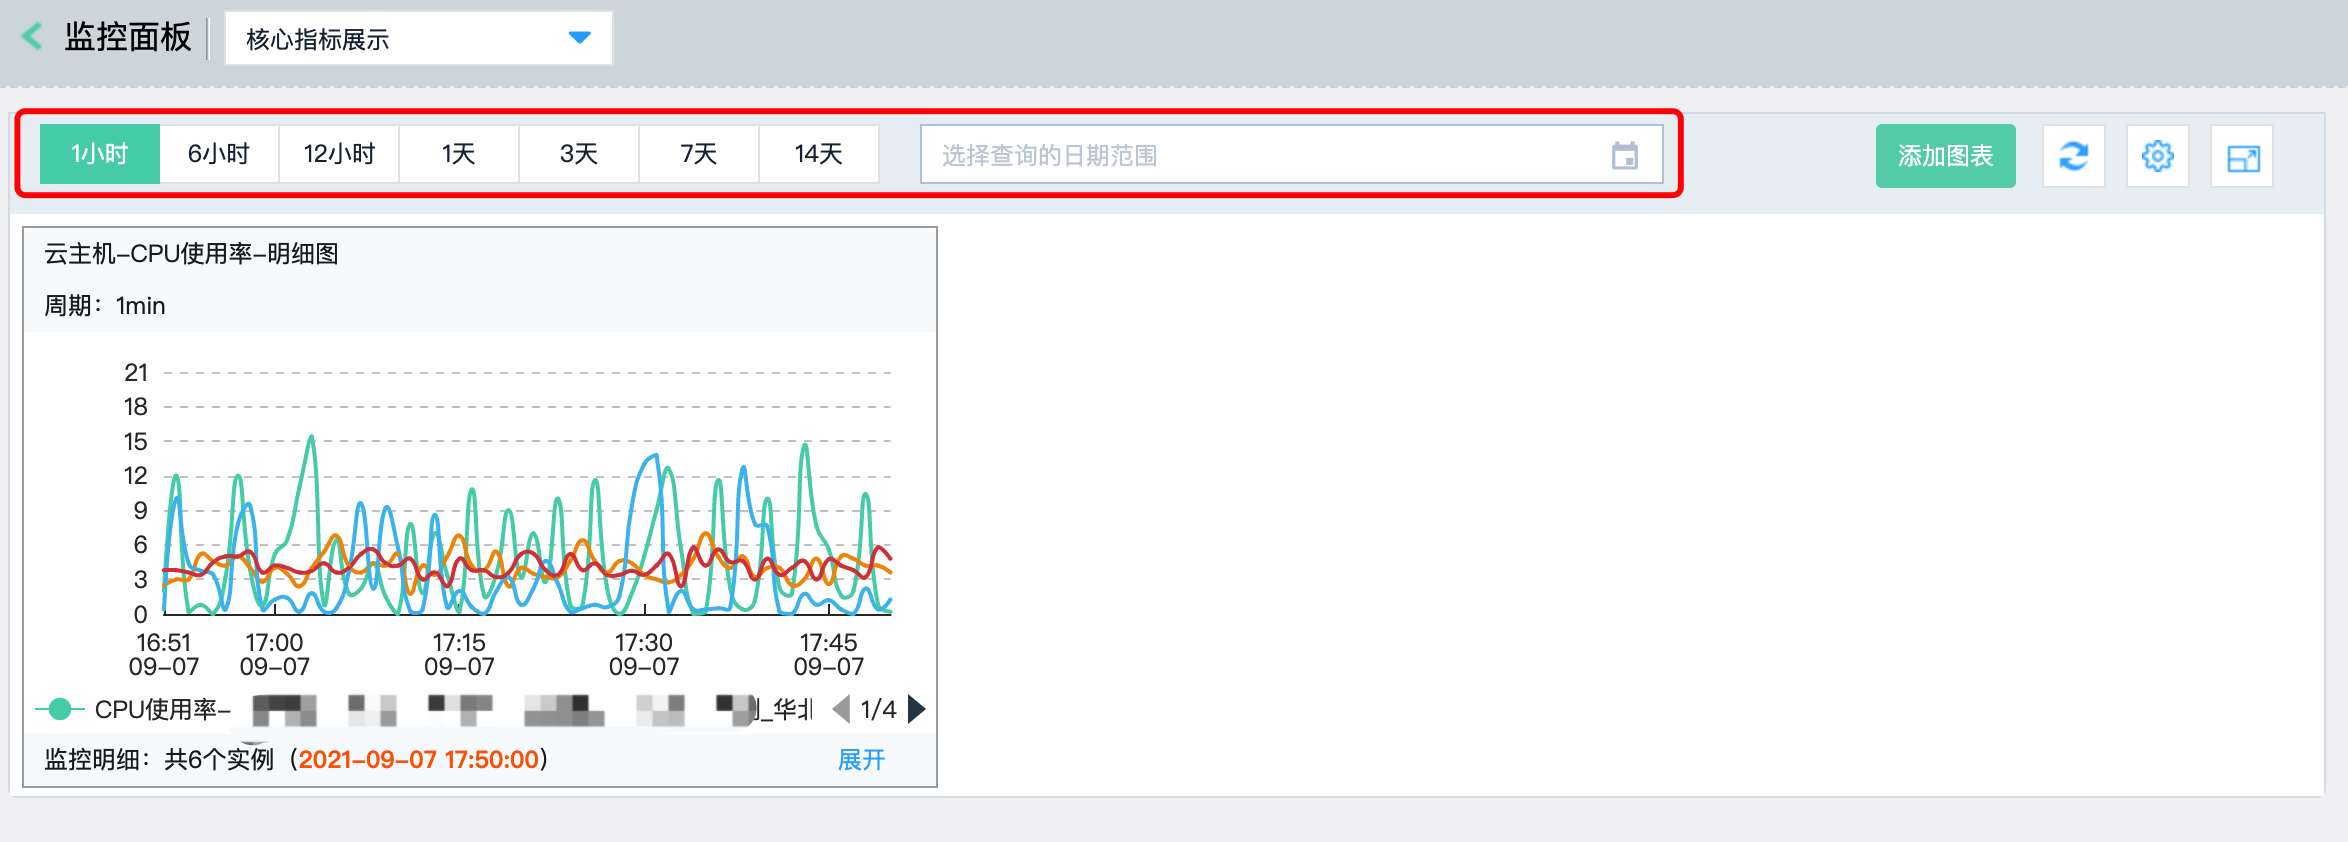 监控面板
核心指标展示
1小时 6小时 12小时 1天 3天 7天 14天 选择查询的日期范围 添加图表
云主机-CPU使用率-明细图
周期：1min
21
18
15
12
9
6
3
0
16:51 17:00 17:15 17:30 17:45
09-07 09-07 09-07 09-07 09-07
CPU使用率- _华北 1/4
监控明细：共6个实例（2021-09-07 17:50:00） 展开